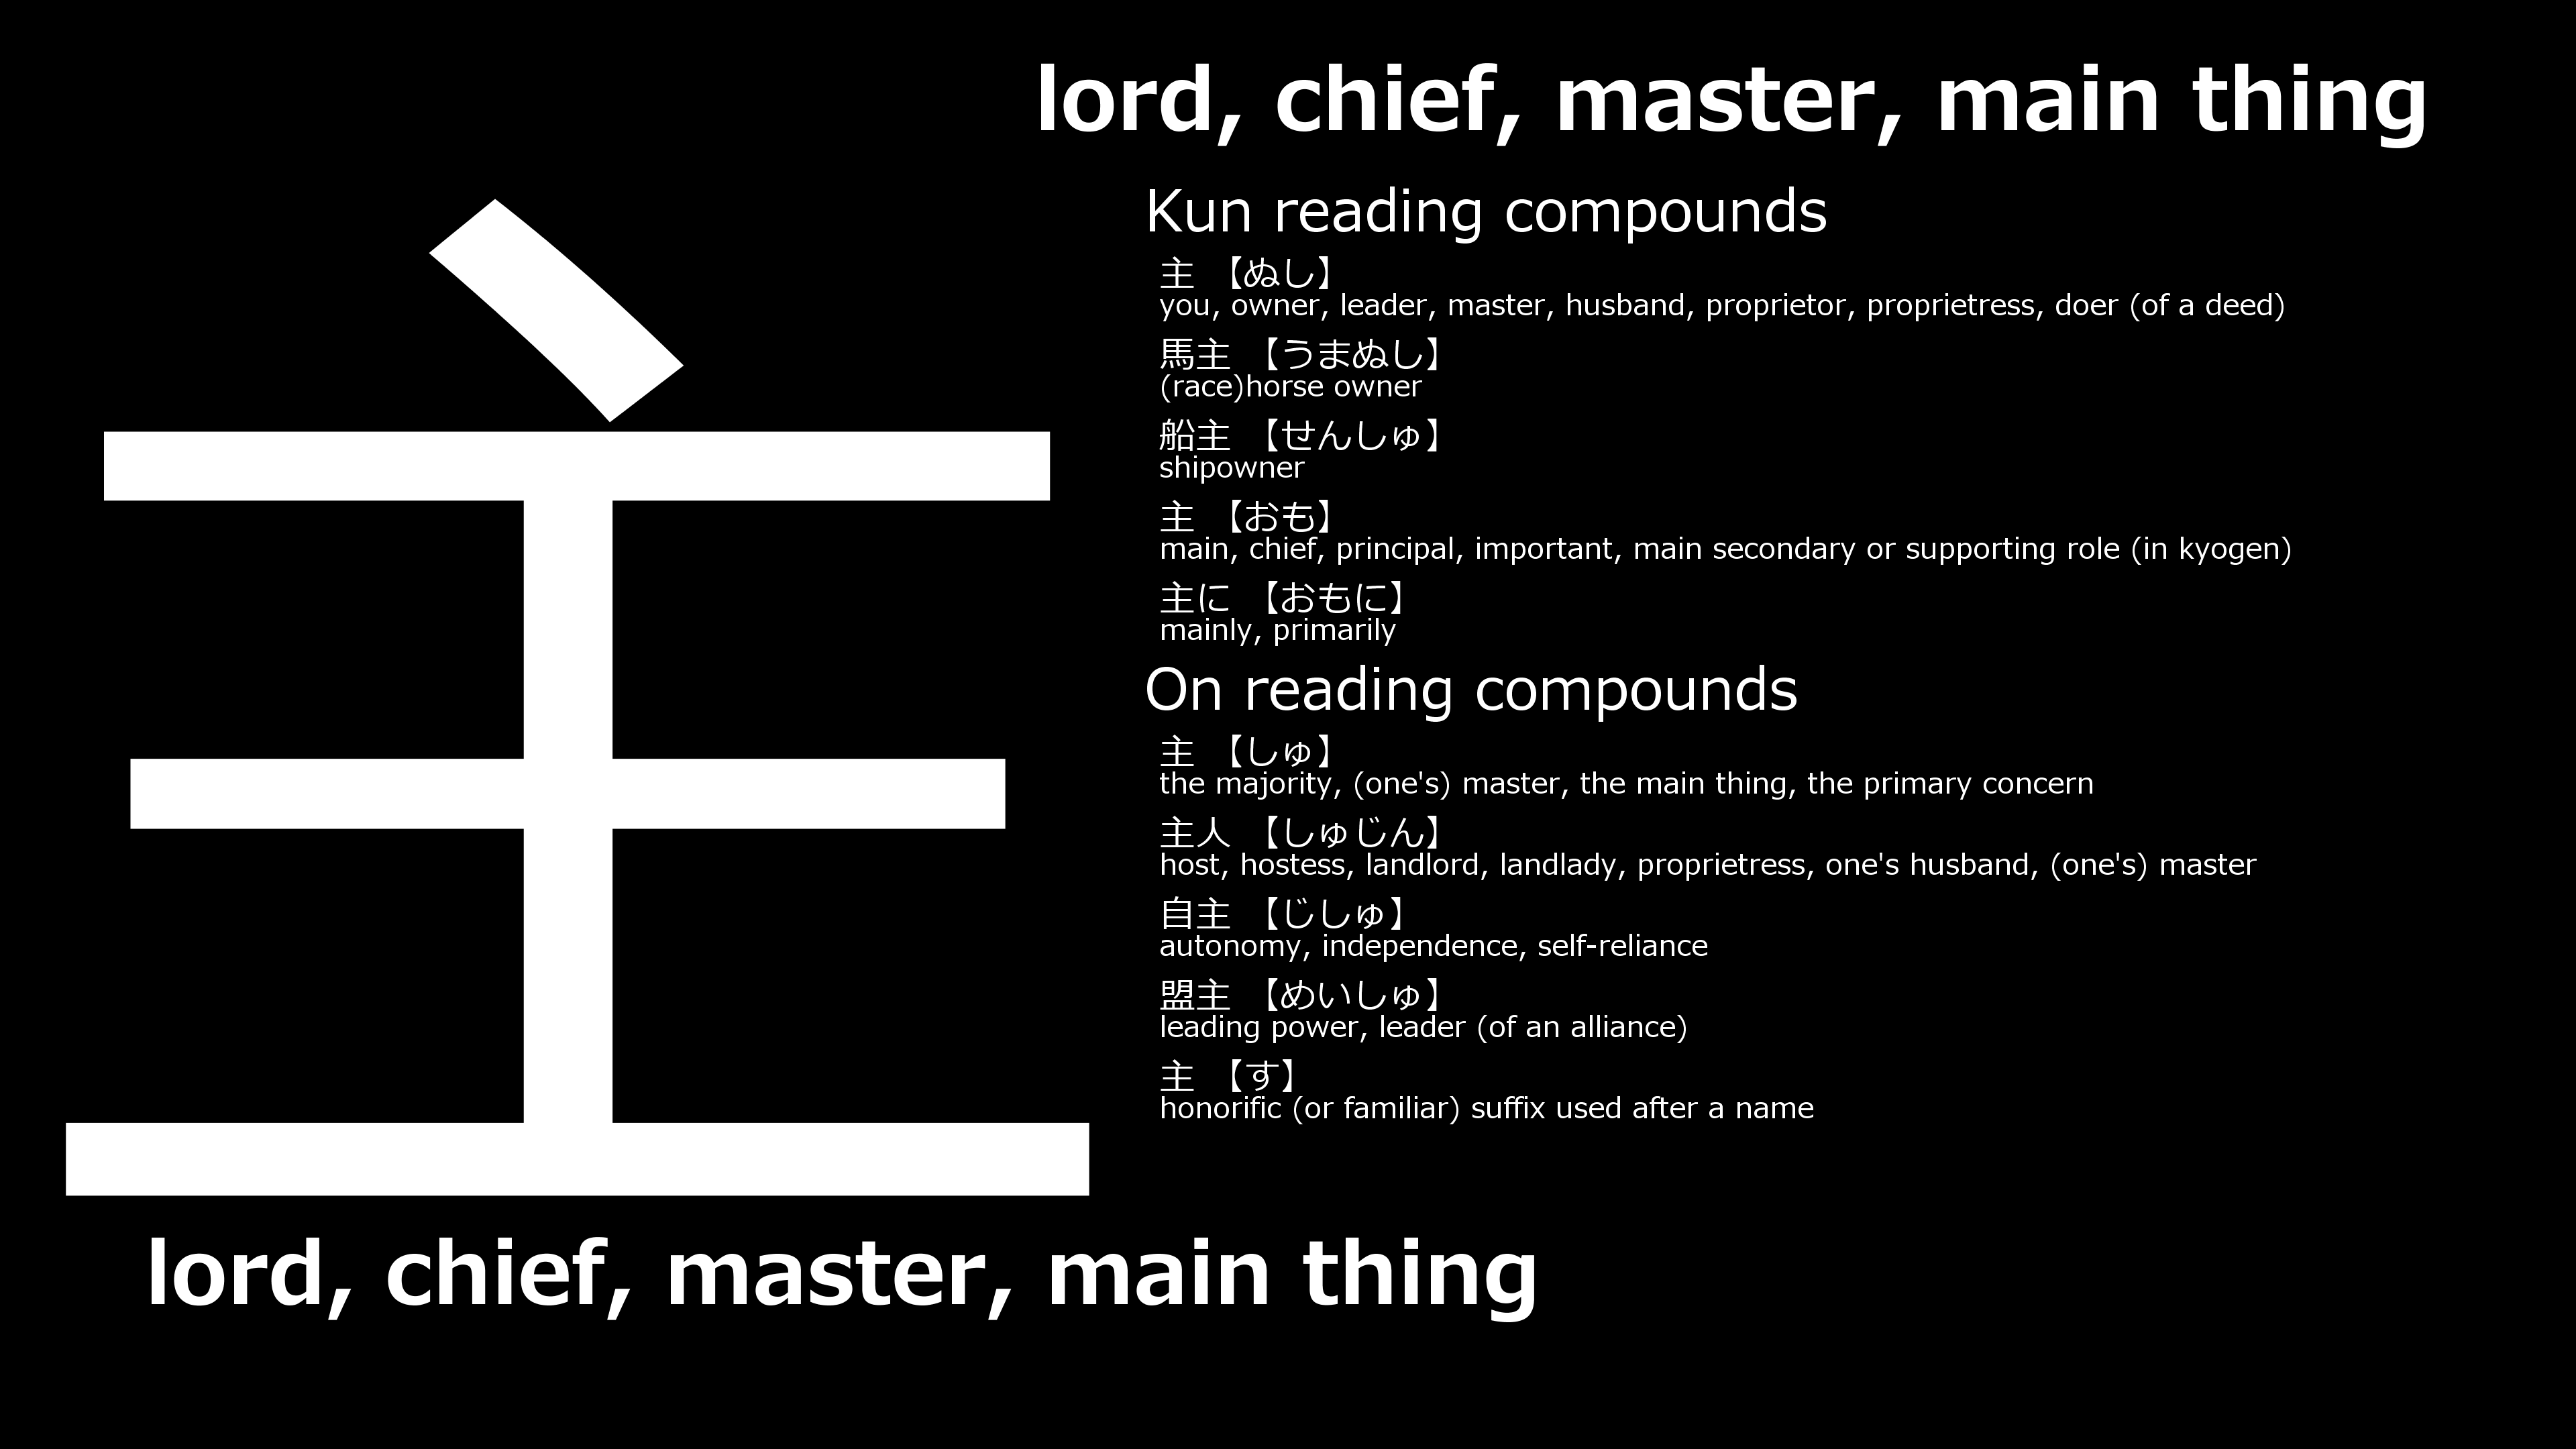 lord, chief, master, main thing
主
Kun reading compounds
主 【ぬし】
you, owner, leader, master, husband, proprietor, proprietress, doer (of a deed)
馬主 【うまぬし】
(race)horse owner
船主 【せんしゅ】
shipowner
主 【おも】
main, chief, principal, important, main secondary or supporting role (in kyogen)
主に 【おもに】
mainly, primarily
On reading compounds
主 【しゅ】
the majority, (one's) master, the main thing, the primary concern
主人 【しゅじん】
host, hostess, landlord, landlady, proprietress, one's husband, (one's) master
自主 【じしゅ】
autonomy, independence, self-reliance
盟主 【めいしゅ】
leading power, leader (of an alliance)
主 【す】
honorific (or familiar) suffix used after a name
lord, chief, master, main thing